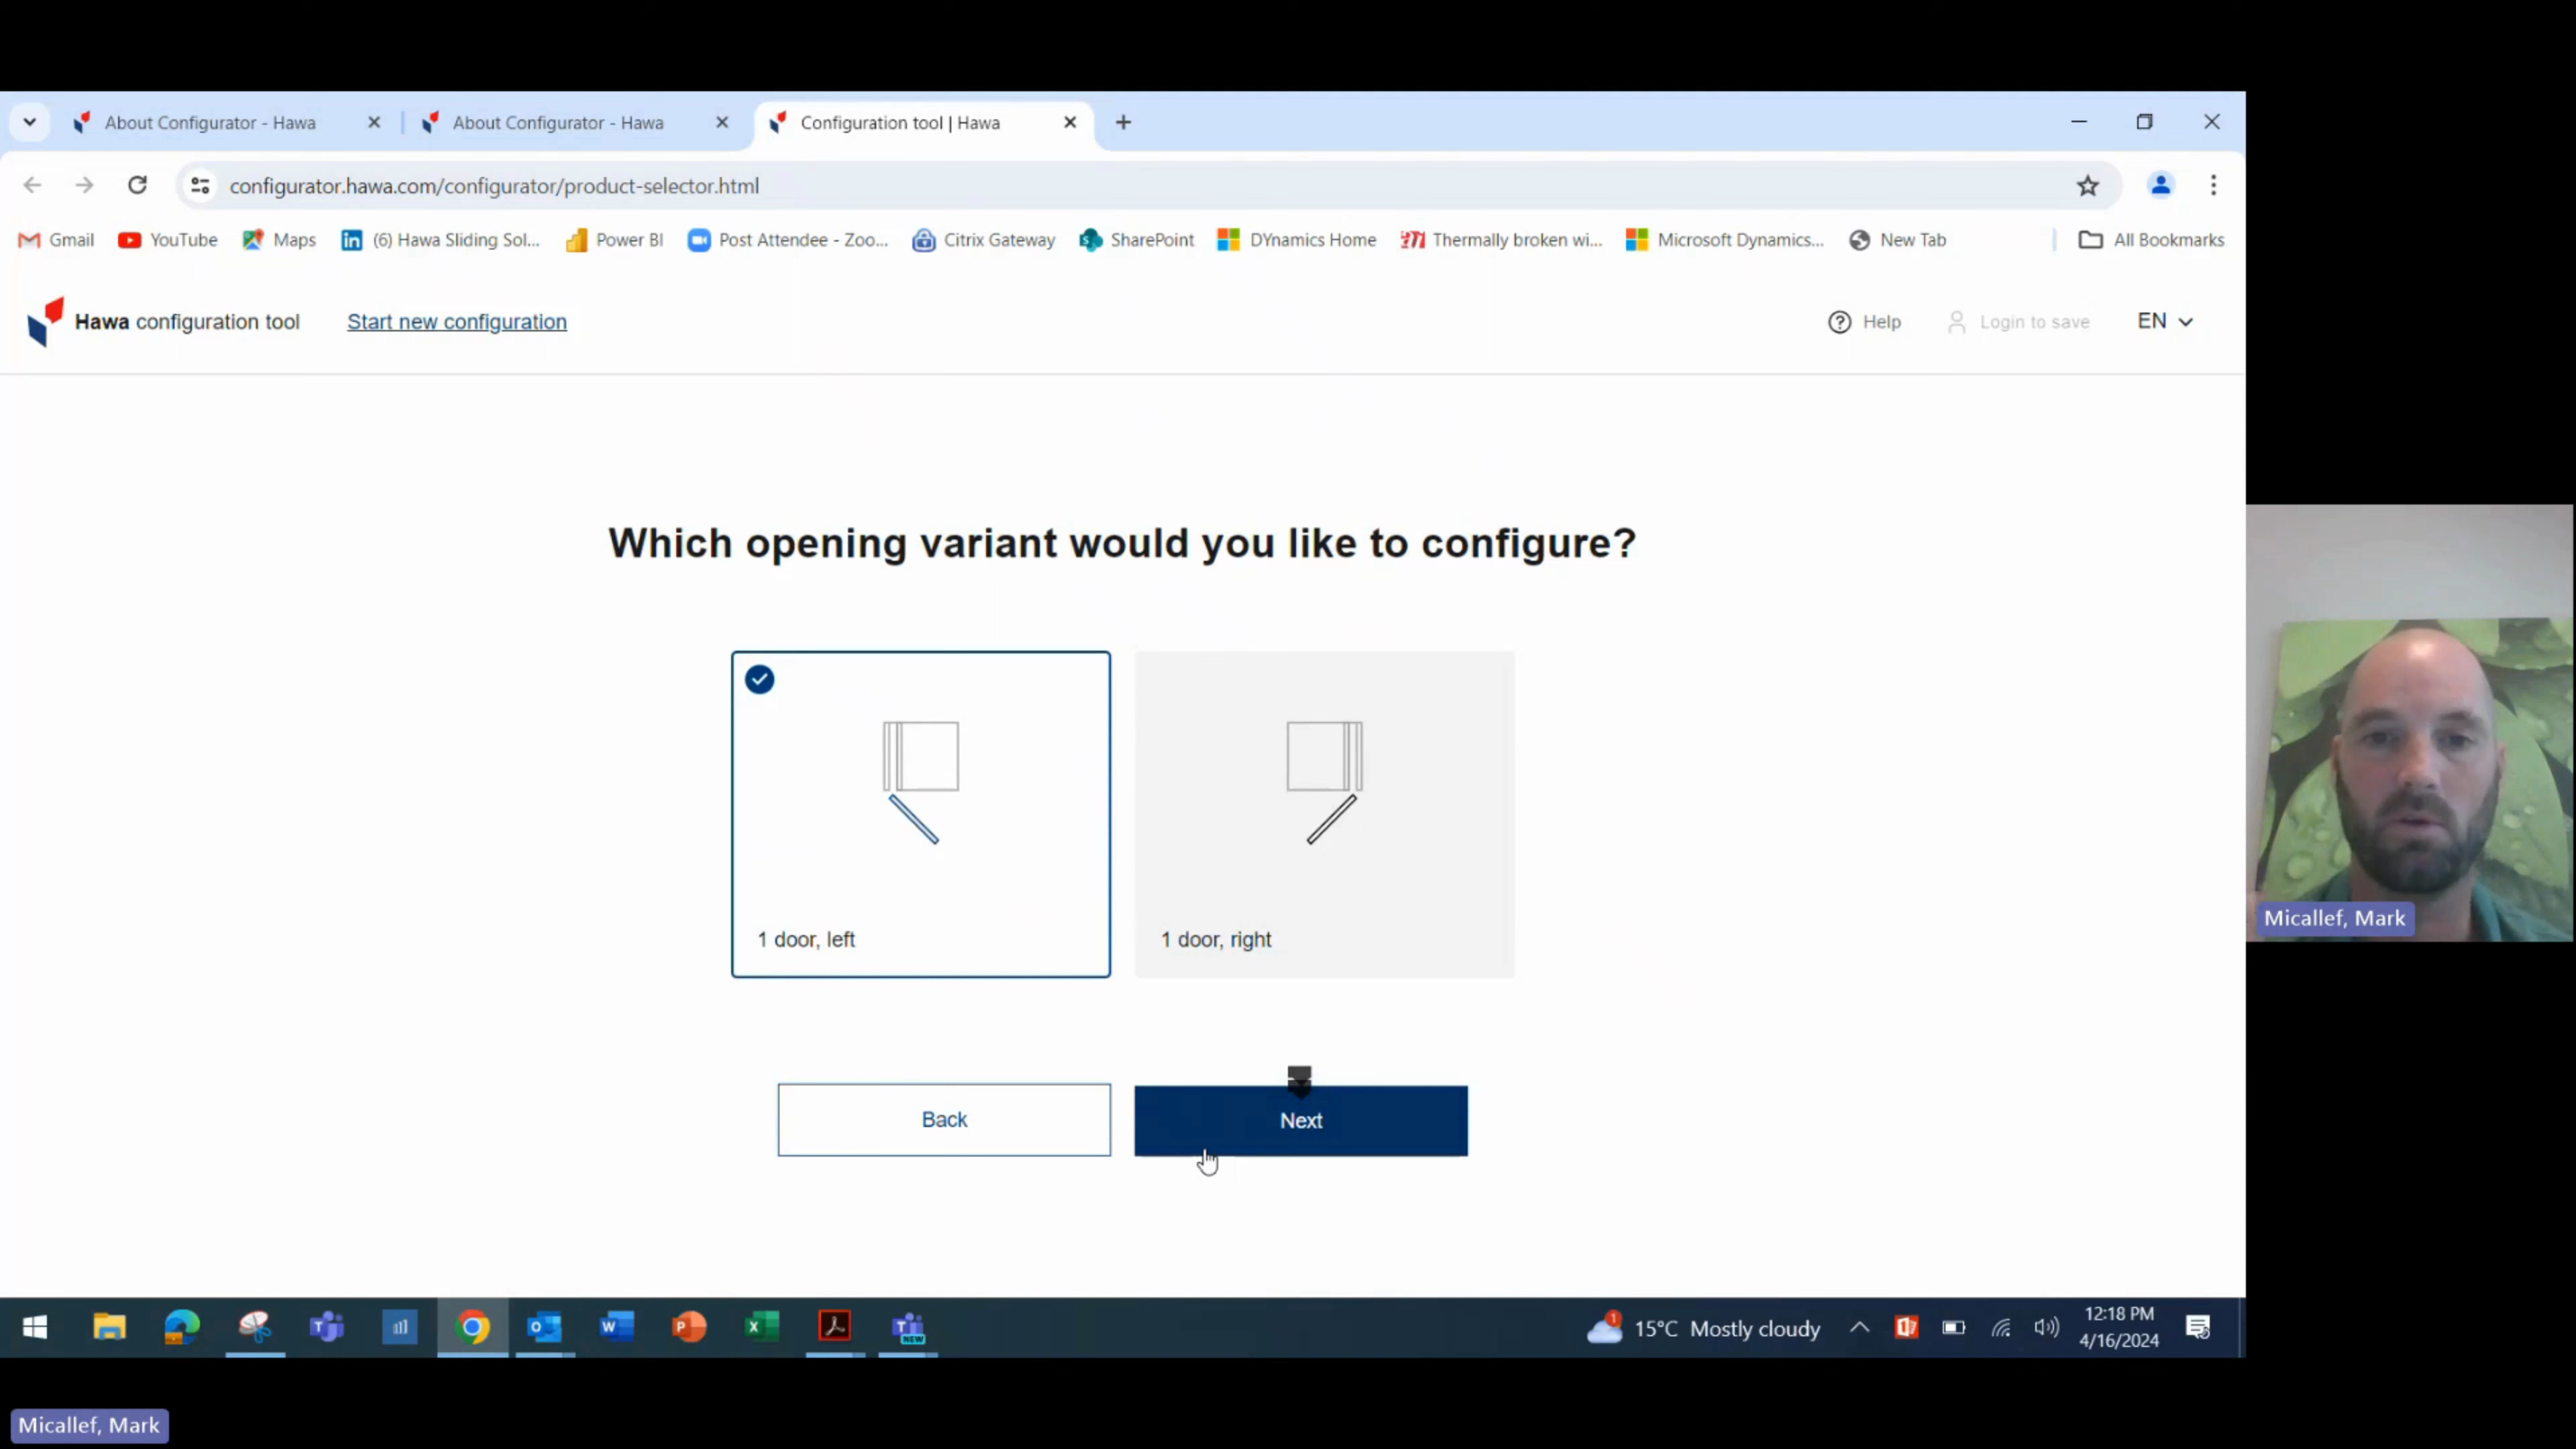 About Configurator - Hawa
About Configurator - Hawa
Configuration tool | Hawa
configurator.hawa.com/configurator/product-selector.html
Gmail
YouTube
Maps
(6) Hawa Sliding Sol...
Power BI
Post Attendee - Zoo...
Citrix Gateway
SharePoint
DYnamics Home
Thermally broken wi...
Microsoft Dynamics...
New Tab
All Bookmarks
Hawa configuration tool
Start new configuration
Help
Login to save
EN
Which opening variant would you like to configure?
1 door, left
1 door, right
Back
Next
Micallef, Mark
15°C Mostly cloudy
12:18 PM
4/16/2024
Micallef, Mark